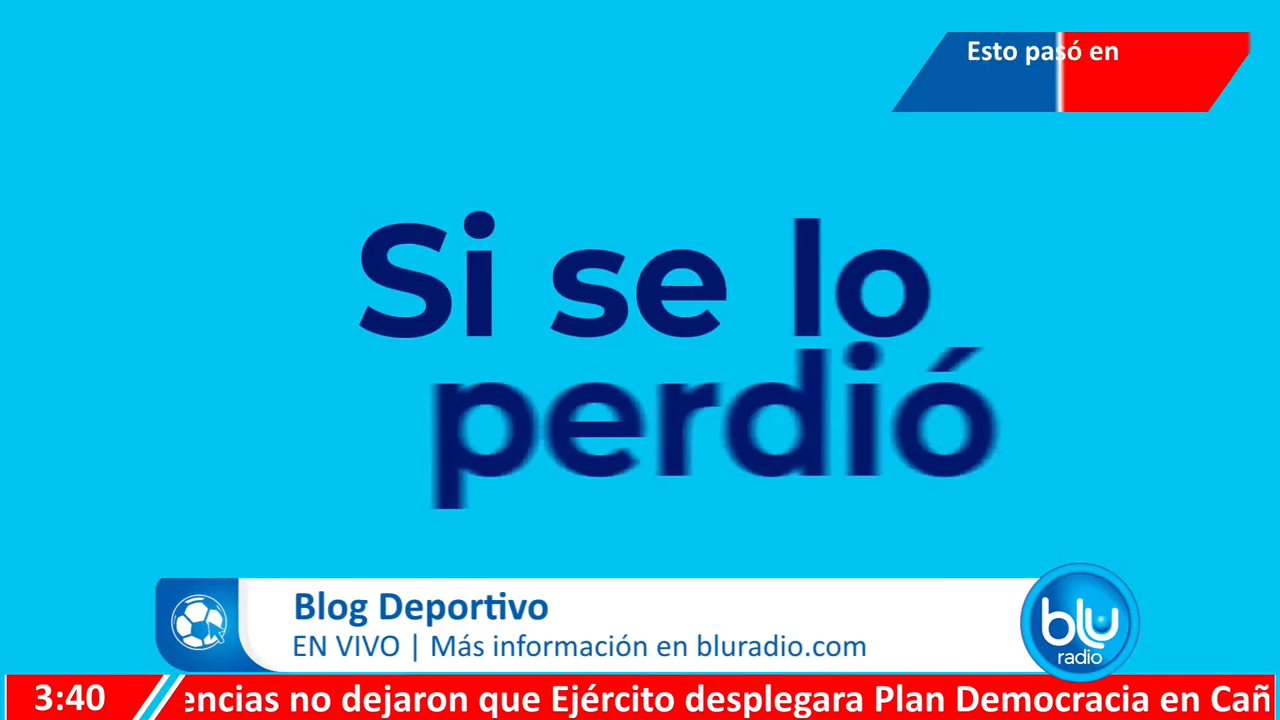 Esto pasó en
Si se lo
perdió
Blog Deportivo
EN VIVO | Más información en bluradio.com
blu
radio
3:40
encias no dejaron que Ejército desplegara Plan Democracia en Cañ